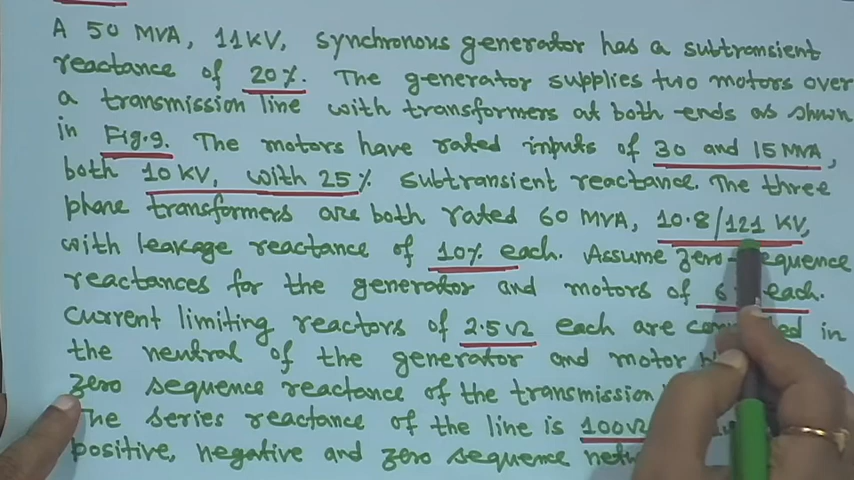 A 50 MVA, 11KV, synchronous generator has a subtransient
reactance of 20%. The generator supplies two motors over
a transmission line with transformers at both ends as shown
in Fig.9. The motors have rated inputs of 30 and 15 MVA,
both 10 KV, with 25% subtransient reactance. The three
phase transformers are both rated 60 MVA, 10.8/121 KV,
with leakage reactance of 10% each. Assume zero-sequence
reactances for the generator and motors of 6% each.
Current limiting reactors of 2.5Ω each are in
the neutral of the generator and motor
zero sequence reactance of the transmission
The series reactance of the line is 100Ω
positive, negative and zero sequence